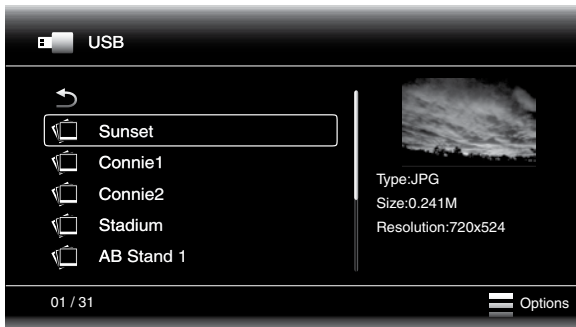 USB
Sunset
Connie1
Connie2
Stadium
AB Stand 1
Type:JPG
Size:0.241M
Resolution:720x524
01 / 31
Options